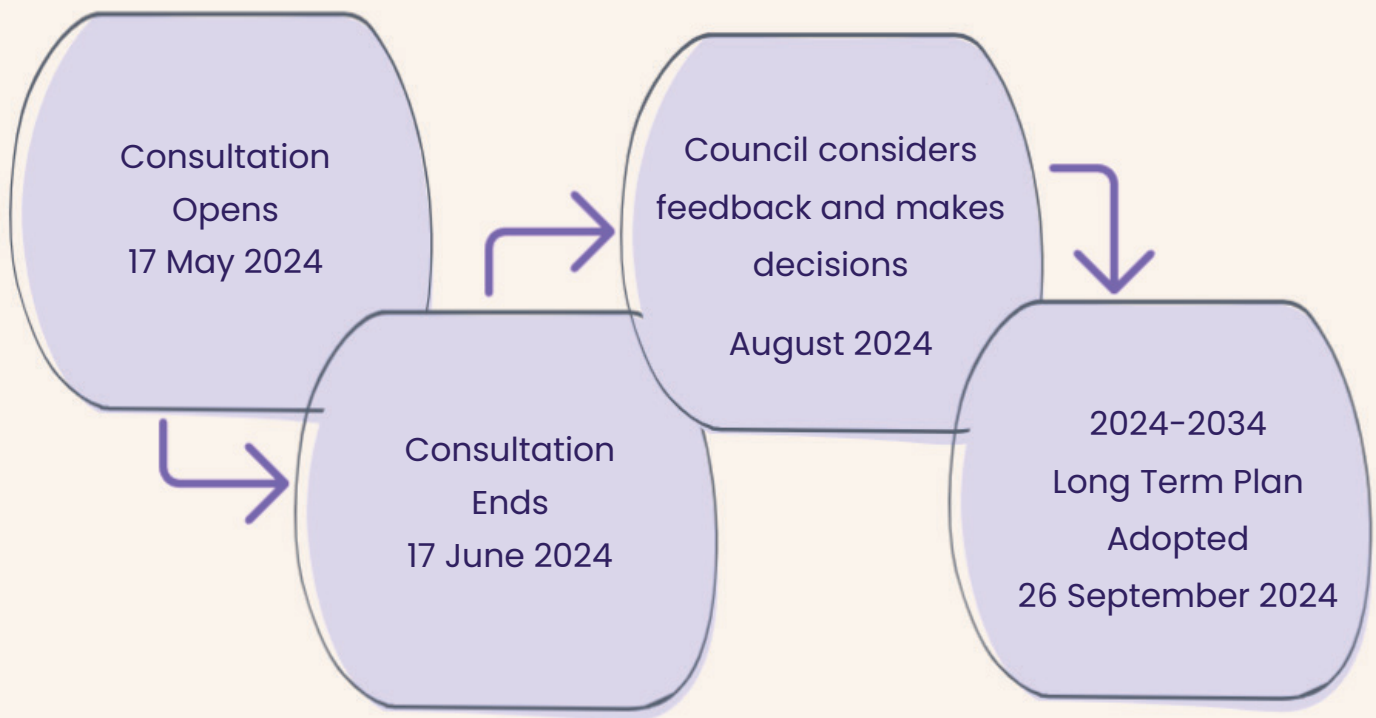 Consultation
Opens
17 May 2024
Consultation
Ends
17 June 2024
Council considers
feedback and makes
decisions
August 2024
2024-2034
Long Term Plan
Adopted
26 September 2024